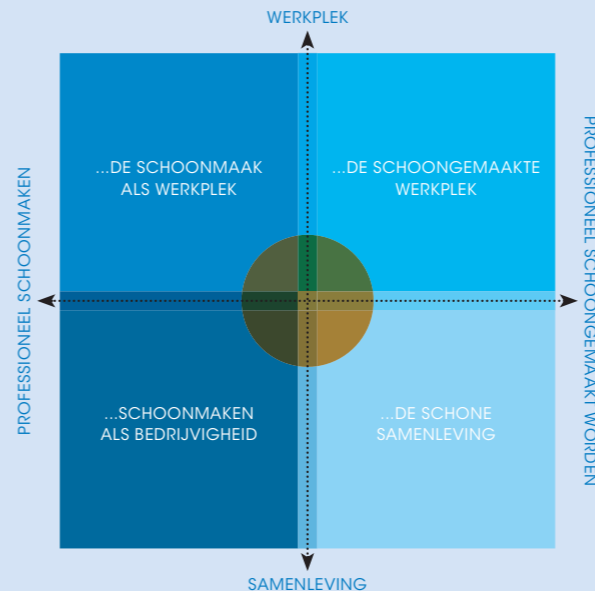 WERKPLEK
PROFESSIONEEL SCHOONMAKEN
...DE SCHOONMAAK
ALS WERKPLEK
...DE SCHOONGEMAAKTE
WERKPLEK
PROFESSIONEEL SCHOONGEMAAKT WORDEN
...SCHOONMAKEN
ALS BEDRIJVIGHEID
...DE SCHONE
SAMENLEVING
SAMENLEVING